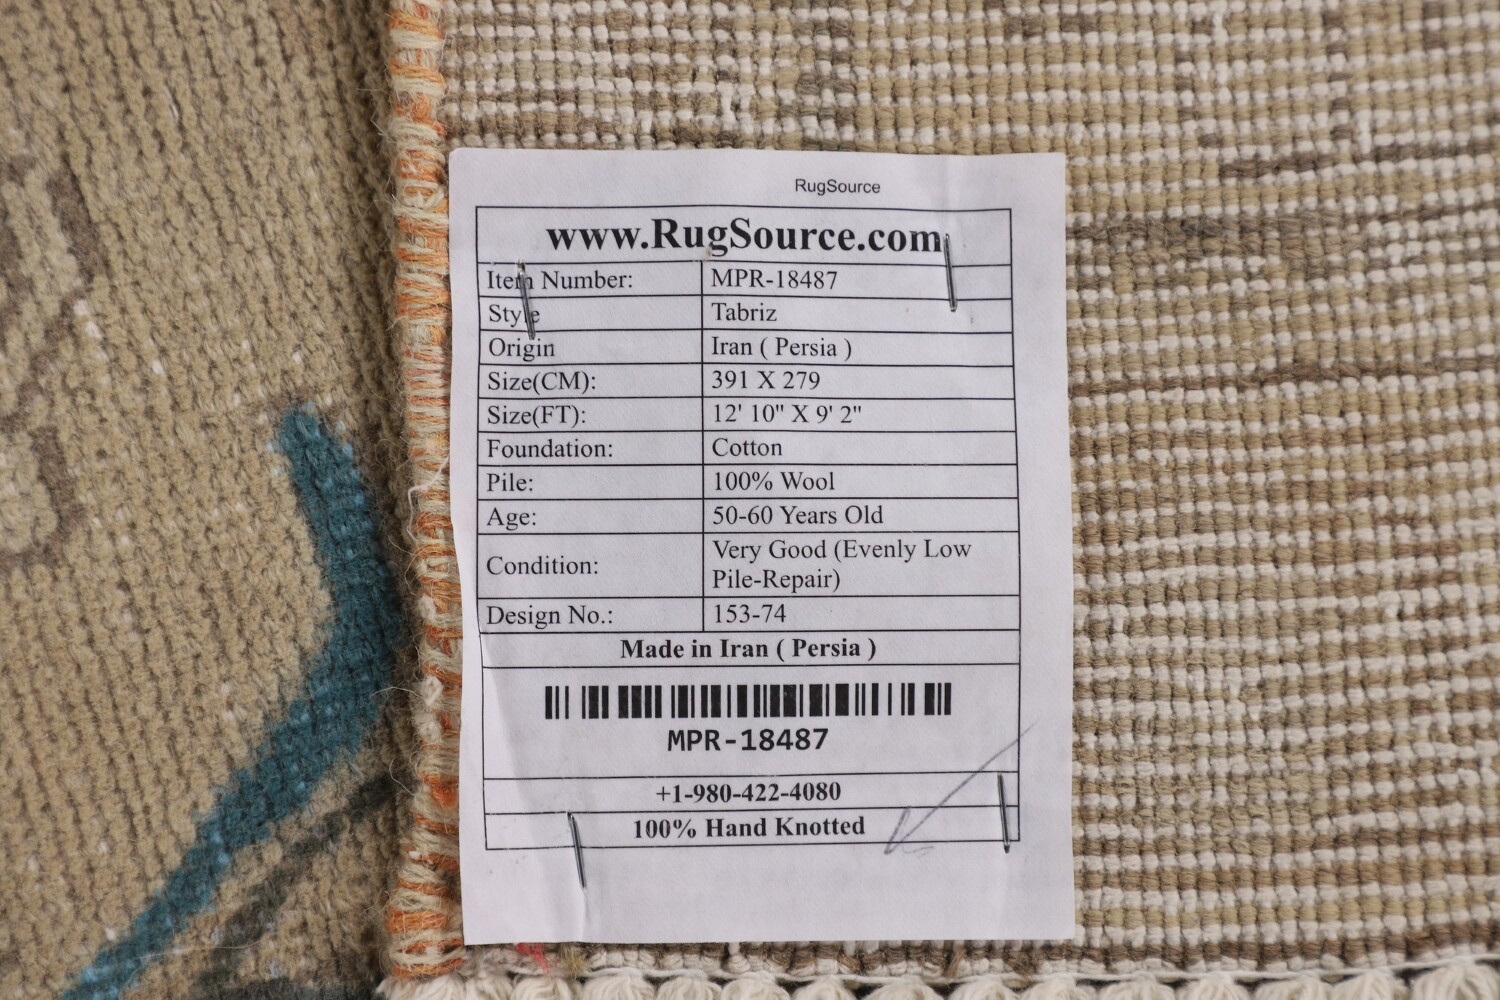 RugSource
www.RugSource.com
Item Number: MPR-18487
Style Tabriz
Origin Iran ( Persia )
Size(CM): 391 X 279
Size(FT): 12' 10" X 9' 2"
Foundation: Cotton
Pile: 100% Wool
Age: 50-60 Years Old
Condition: Very Good (Evenly Low
Pile-Repair)
Design No.: 153-74
Made in Iran ( Persia )
MPR-18487
+1-980-422-4080
100% Hand Knotted